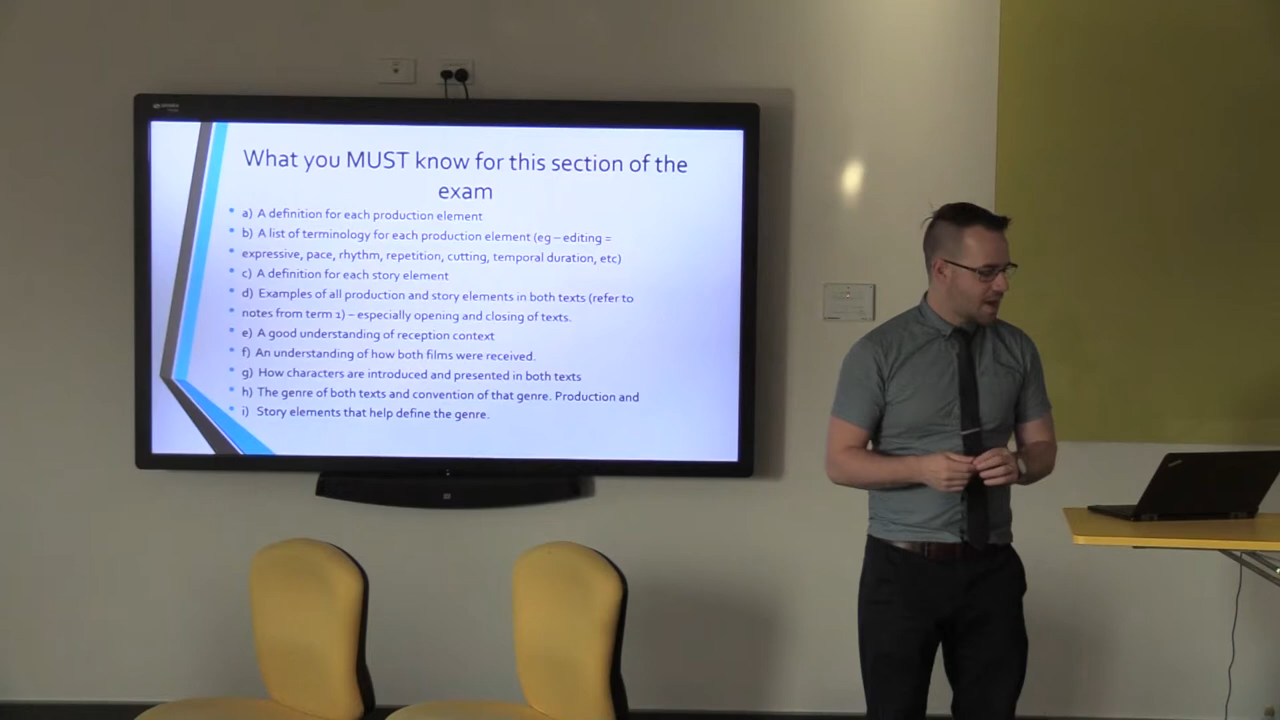 What you MUST know for this section of the
exam
a) A definition for each production element
b) A list of terminology for each production element (eg – editing =
expressive, pace, rhythm, repetition, cutting, temporal duration, etc)
c) A definition for each story element
d) Examples of all production and story elements in both texts (refer to
notes from term 1) – especially opening and closing of texts.
e) A good understanding of reception context
f) An understanding of how both films were received.
g) How characters are introduced and presented in both texts
h) The genre of both texts and convention of that genre. Production and
i) Story elements that help define the genre.